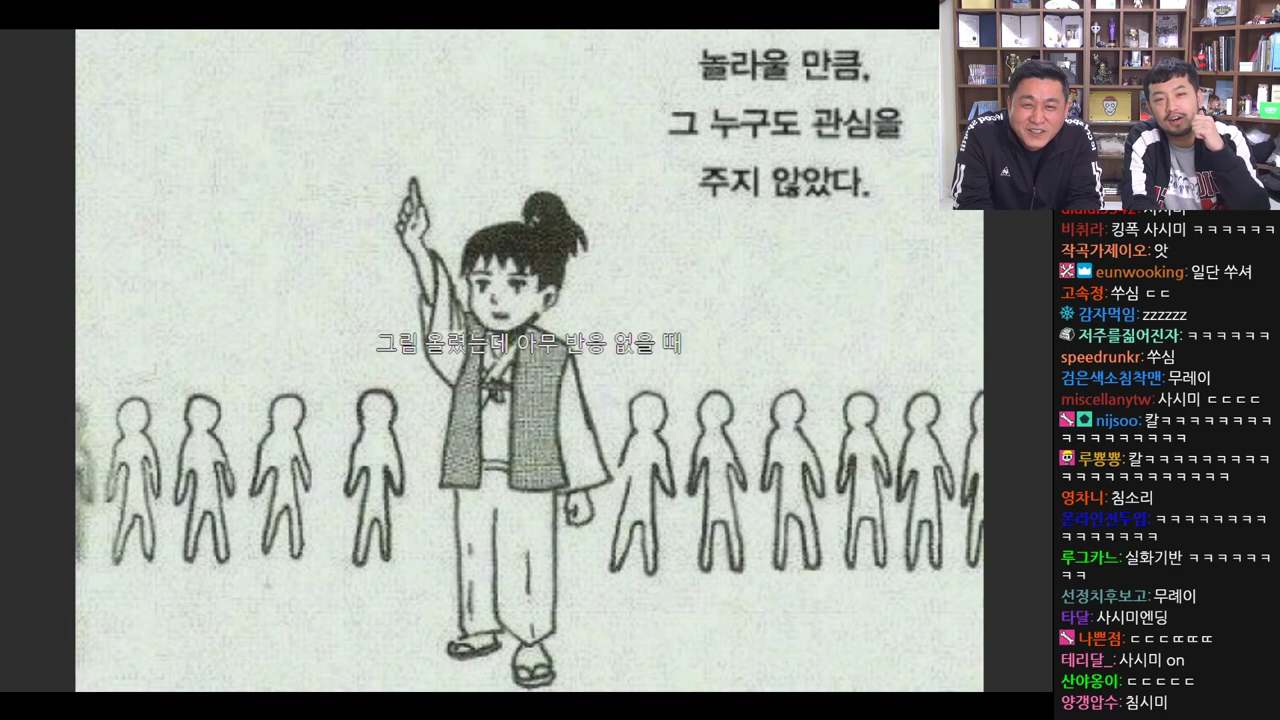 놀라울 만큼,
그 누구도 관심을
주지 않았다.
그림 올렸는데 아무 반응 없을 때
비취라: 킹폭 사시미 ㅋㅋㅋㅋㅋㅋ
작곡가제이오: 앗
eunwooking: 일단 쑤셔
고속정: 쑤심 ㄷㄷ
감자먹임: zzzzzz
저주를짊어진자: ㅋㅋㅋㅋㅋㅋ
speedrunkr: 쑤심
검은색소침착맨: 무레이
miscellanytw: 사시미 ㄷㄷㄷㄷ
nijsoo: 칼ㅋㅋㅋㅋㅋㅋㅋㅋ
ㅋㅋㅋㅋㅋㅋㅋㅋㅋ
루뽕뽕: 칼ㅋㅋㅋㅋㅋㅋㅋㅋㅋ
ㅋㅋㅋㅋㅋㅋㅋㅋㅋㅋㅋㅋ
영차니: 침소리
온라인전두엽: ㅋㅋㅋㅋㅋㅋㅋㅋ
ㅋㅋㅋㅋㅋㅋㅋ
루그카느: 실화기반 ㅋㅋㅋㅋㅋㅋ
ㅋㅋ
선정치후보고: 무례이
타달: 사시미엔딩
나쁜점: ㄷㄷㄷㄸㄸㄸ
테리달_: 사시미 on
산야옹이: ㄷㄷㄷㄷㄷ
양갱압수: 침시미